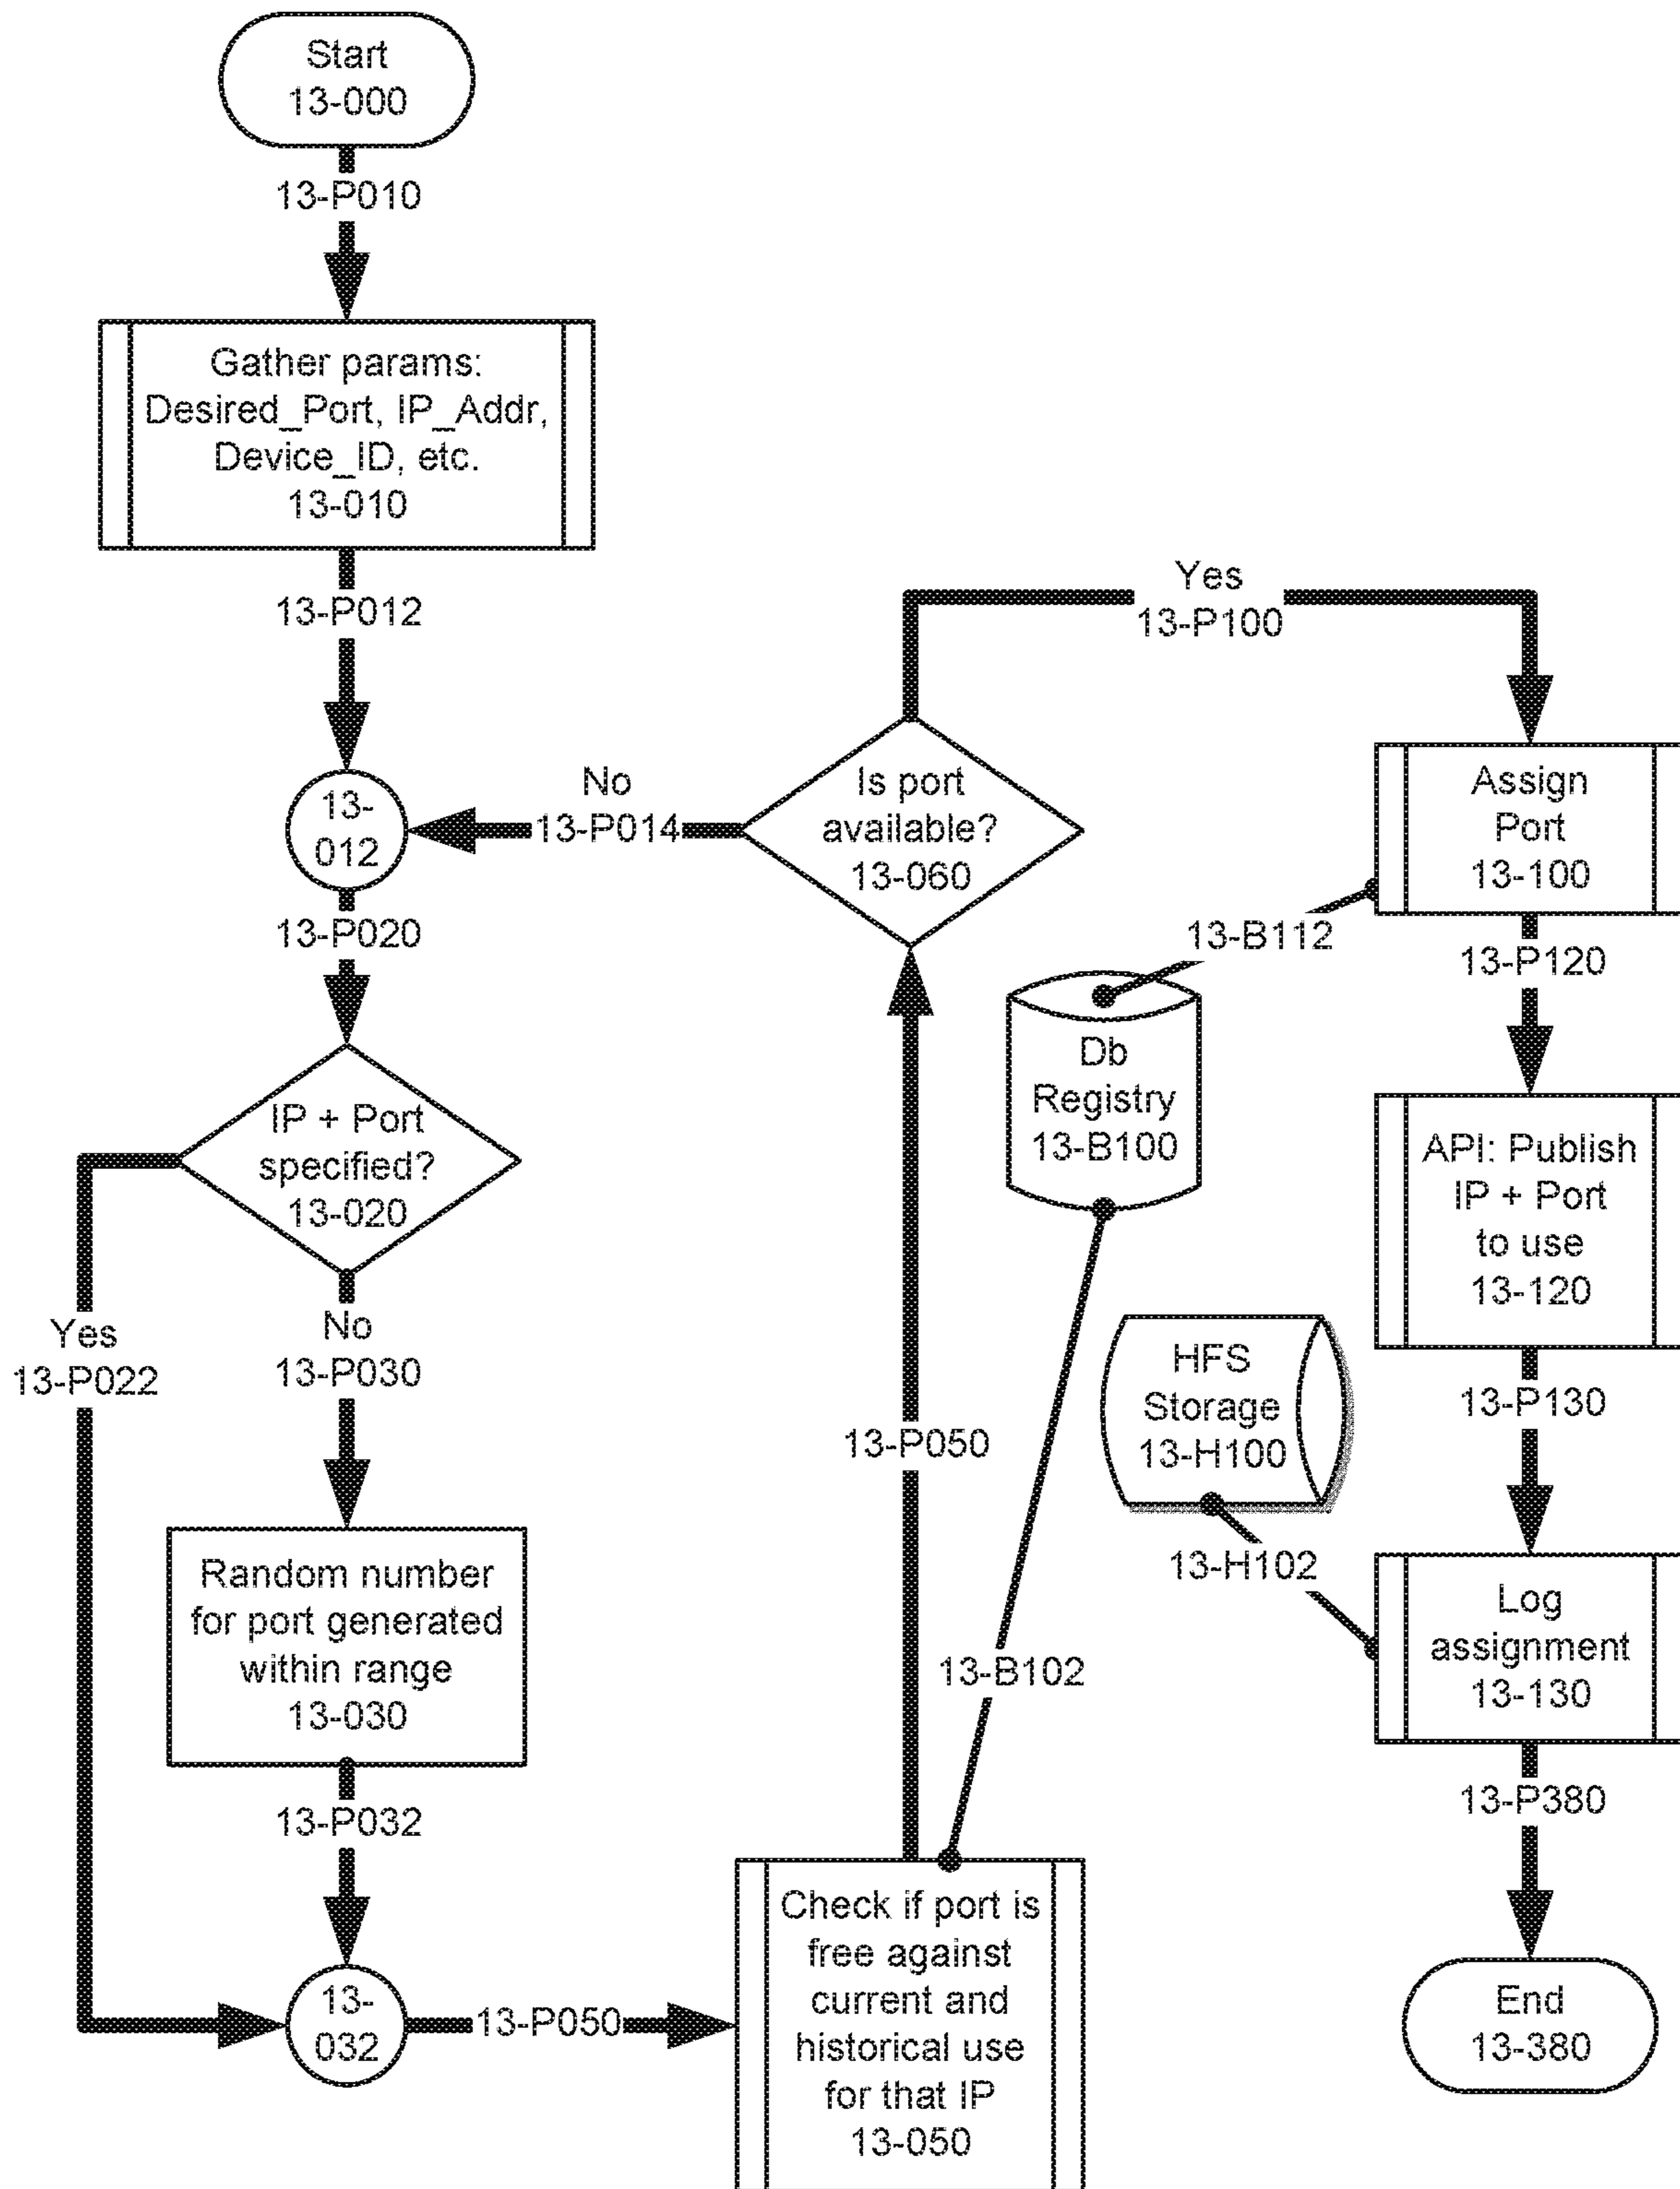 Start
13-000
13-P010
Gather params:
Desired_Port, IP_Addr,
Device_ID, etc.
13-010
13-P012
13-
012
13-P020
IP + Port
specified?
13-020
Yes
13-P022
No
13-P030
Random number
for port generated
within range
13-030
13-P032
13-
032
13-P050
Check if port is
free against
current and
historical use
for that IP
13-050
13-P050
Is port
available?
13-060
No
13-P014
Yes
13-P100
Assign
Port
13-100
13-B112
Db
Registry
13-B100
13-B102
13-P120
API: Publish
IP + Port
to use
13-120
13-P130
HFS
Storage
13-H100
13-H102
Log
assignment
13-130
13-P380
End
13-380